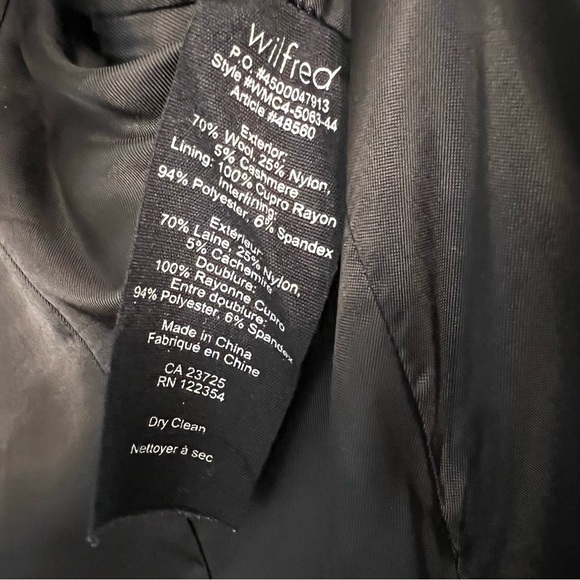 wilfred
P.O. #4500047913
Style #WMC4-5063-44
Article #48560
Exterior:
70% Wool, 25% Nylon,
5% Cashmere
Lining: 100% Cupro Rayon
Interlining:
94% Polyester, 6% Spandex
Extérieur:
70% Laine, 25% Nylon,
5% Cachemire
Doublure:
100% Rayonne Cupro
Entre doublure:
94% Polyester, 6% Spandex
Made in China
Fabriqué en Chine
CA 23725
RN 122354
Dry Clean
Nettoyer à sec